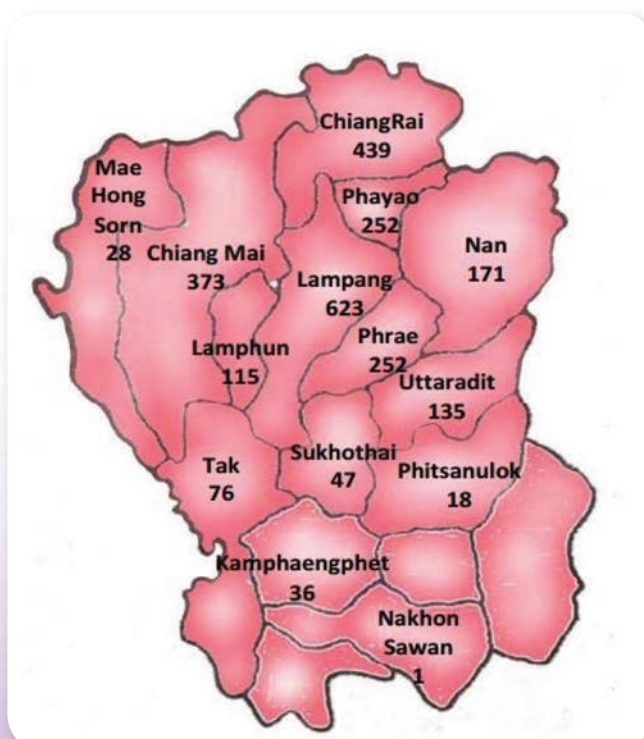 ChiangRai
439
Mae
Hong
Sorn
28
Phayao
252
Chiang Mai
373
Nan
171
Lampang
623
Lamphun
115
Phrae
252
Uttaradit
135
Sukhothai
47
Phitsanulok
18
Tak
76
Kamphaengphet
36
Nakhon
Sawan
1